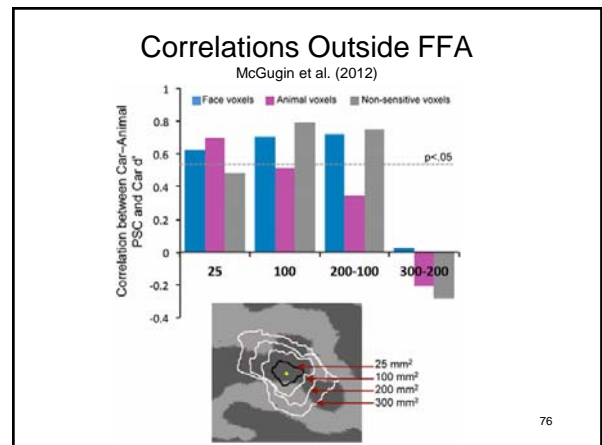 Correlations Outside FFA
McGugin et al. (2012)
Face voxels Animal voxels Non-sensitive voxels
Correlation between Car–Animal
PSC and Car d'
1
0.8
0.6
0.4
0.2
0
-0.2
-0.4
p<.05
25 100 200-100 300-200
25 mm²
100 mm²
200 mm²
300 mm²
76